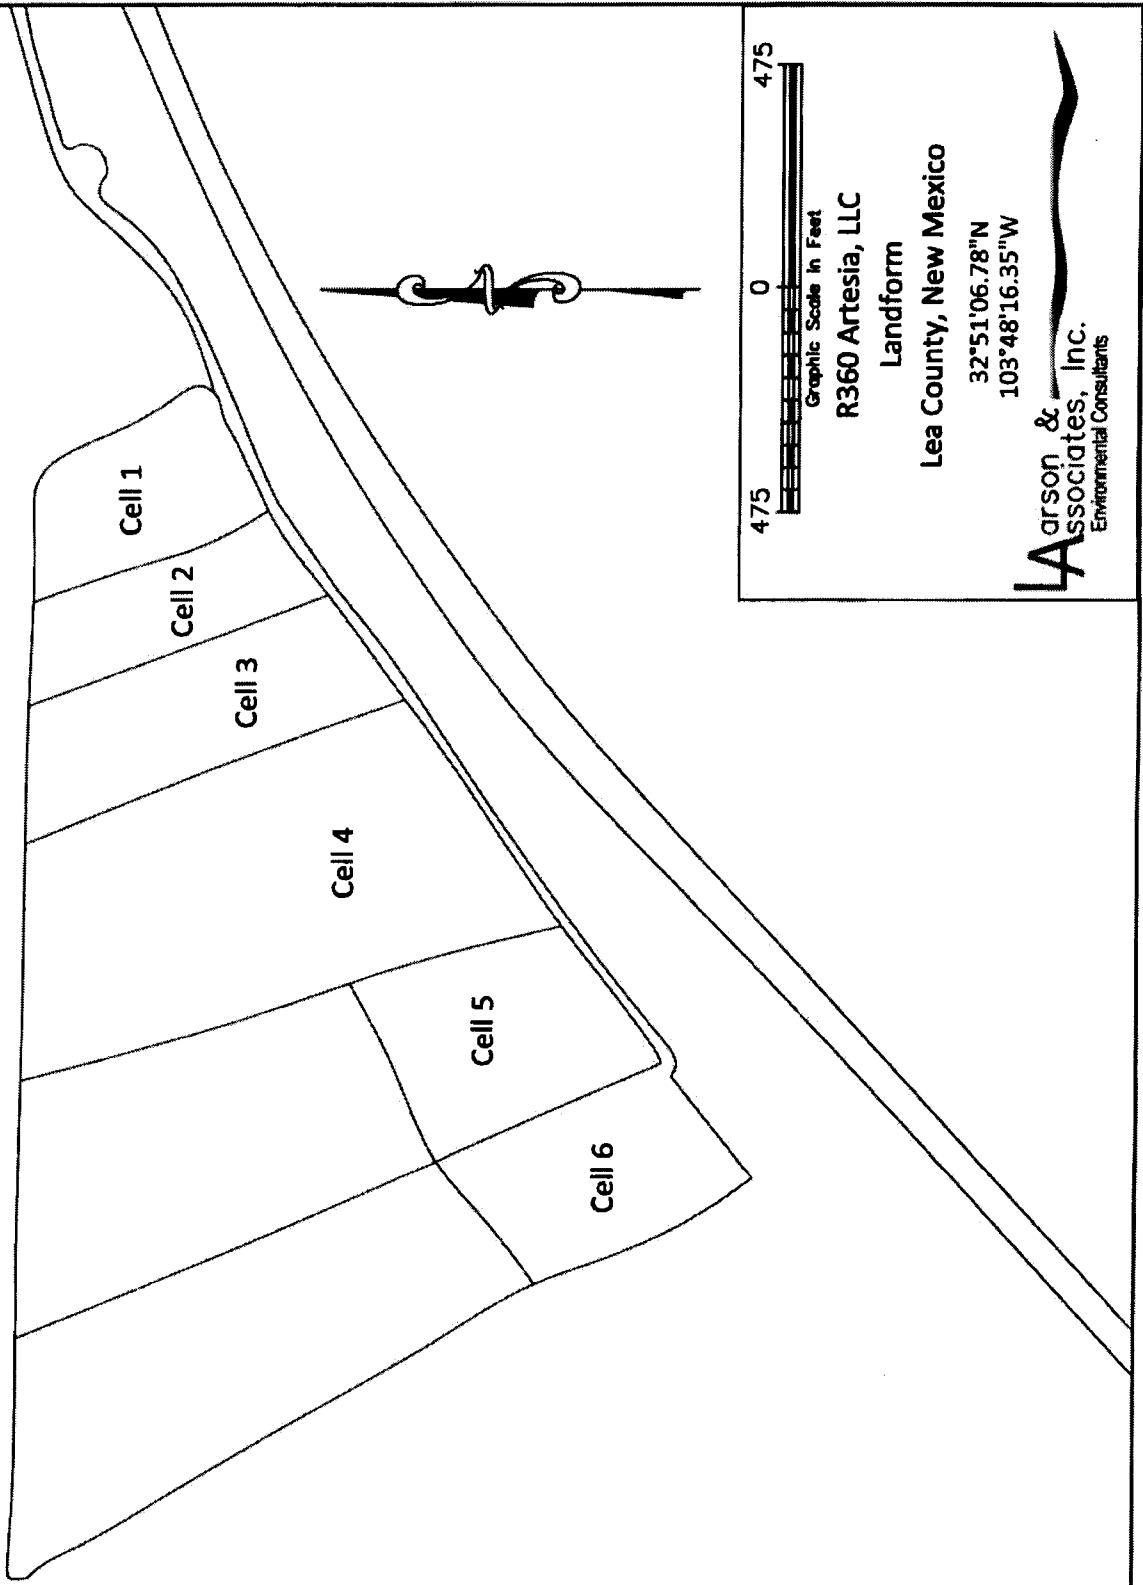 Cell 1
Cell 2
Cell 3
Cell 4
Cell 5
Cell 6
475 0 475
Graphic Scale in Feet
R360 Artesia, LLC
Landform
Lea County, New Mexico
32°51'06.78"N
103°48'16.35"W
Larson &
Associates, Inc.
Environmental Consultants